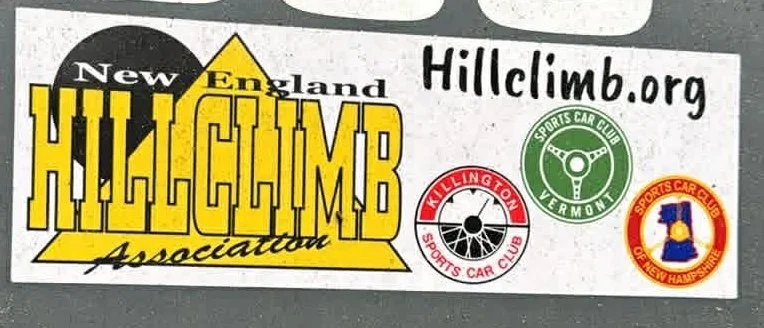 New England
HILLCLIMB
Association
Hillclimb.org
KILLINGTON
SPORTS CAR CLUB
SPORTS CAR CLUB
VERMONT
SPORTS CAR CLUB
OF NEW HAMPSHIRE